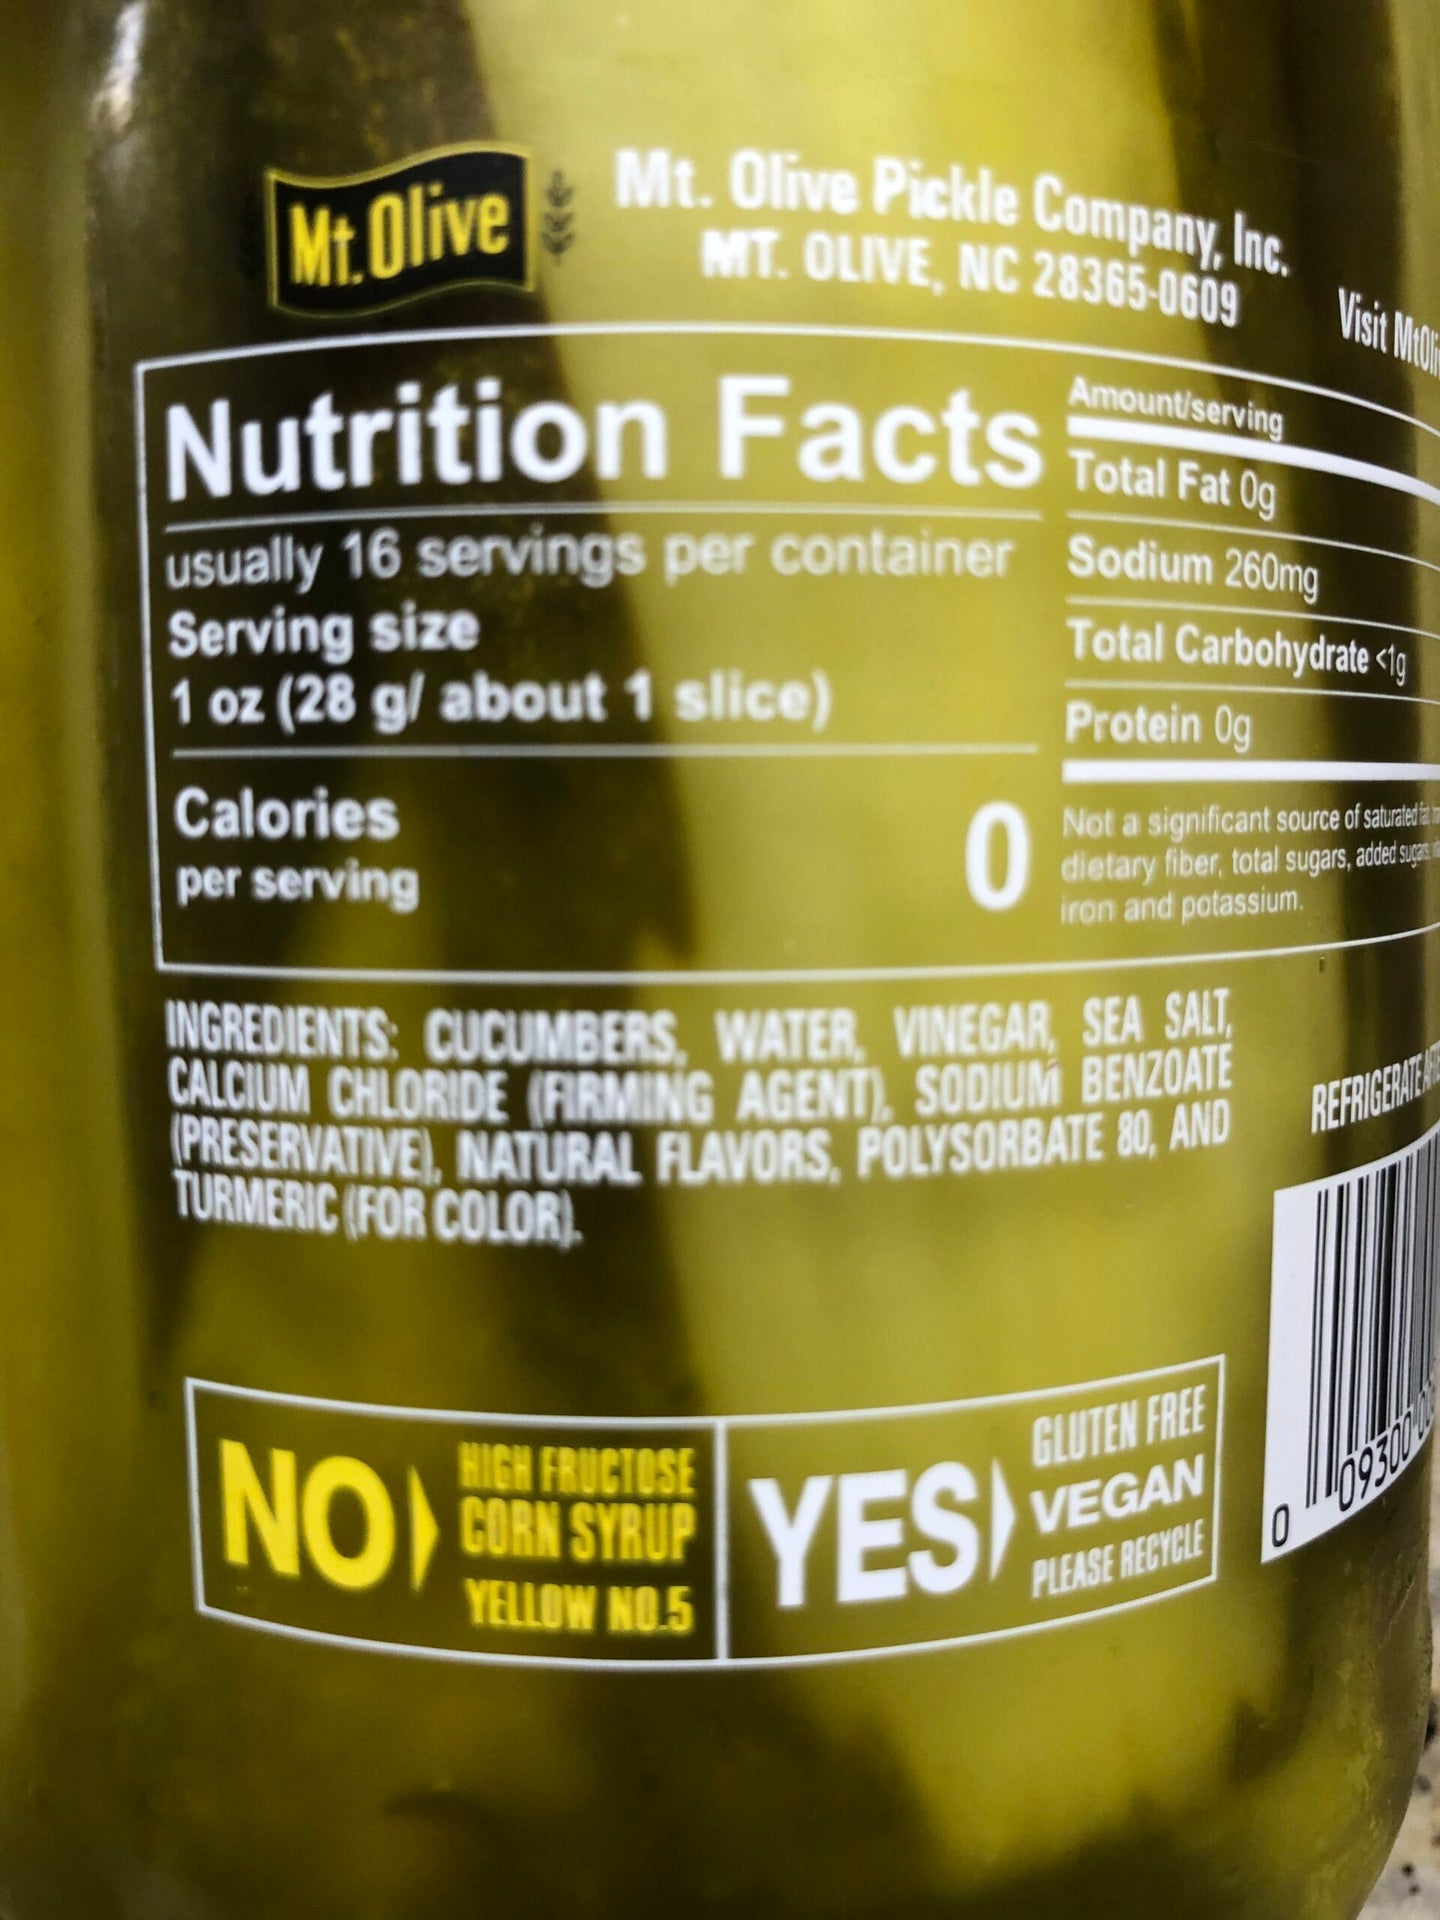 Mt. Olive
Mt. Olive Pickle Company, Inc.
MT. OLIVE, NC 28365-0609
Visit
Nutrition Facts
usually 16 servings per container
Serving size
1 oz (28 g/ about 1 slice)
Calories
per serving
0
Amount/serving
Total Fat 0g
Sodium 260mg
Total Carbohydrate <1g
Protein 0g
Not a significant source of saturated fat,
dietary fiber, total sugars, added sugars,
iron and potassium.
INGREDIENTS: CUCUMBERS, WATER, VINEGAR, SEA SALT,
CALCIUM CHLORIDE (FIRMING AGENT), SODIUM BENZOATE
(PRESERVATIVE), NATURAL FLAVORS, POLYSORBATE 80, AND
TURMERIC (FOR COLOR).
REFRIGERATE
NO
HIGH FRUCTOSE
CORN SYRUP
YELLOW NO.5
YES
GLUTEN FREE
VEGAN
PLEASE RECYCLE
0 09300